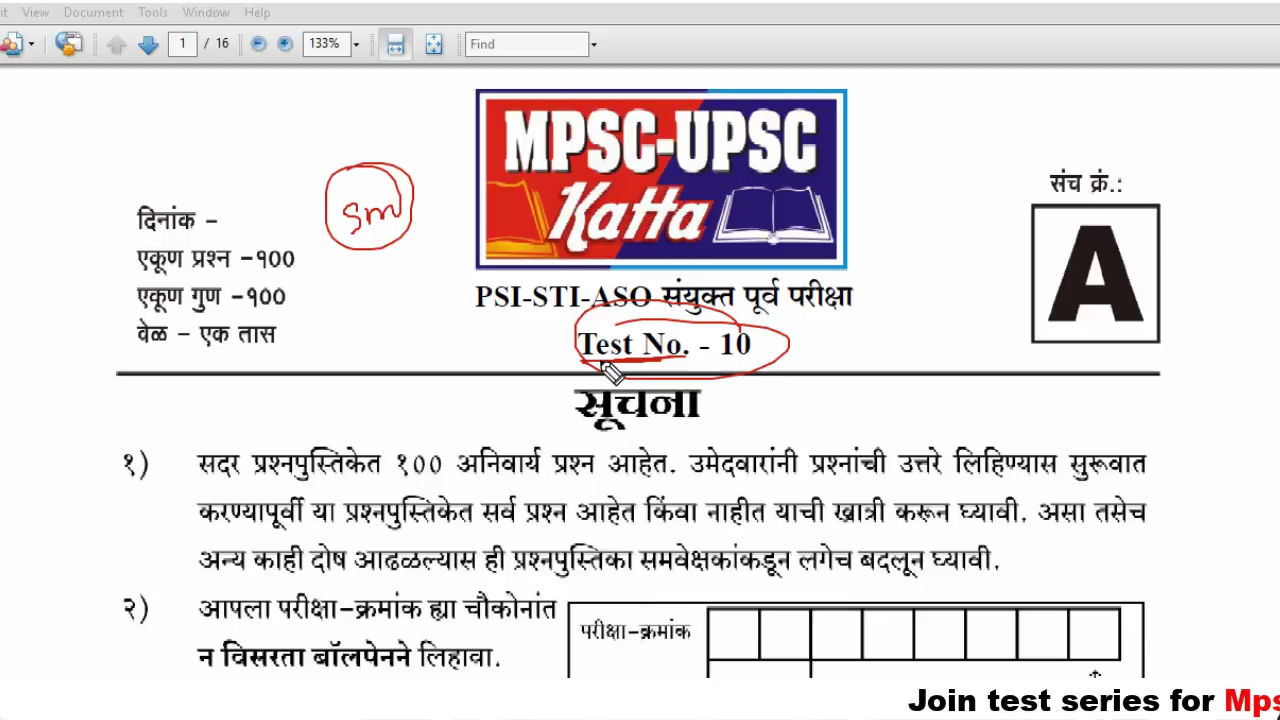 it View Document Tools Window Help
1 / 16 133% Find
MPSC-UPSC
Katta
sm
दिनांक -
एकूण प्रश्न -१००
एकूण गुण -१००
वेळ - एक तास
संच क्रं.:
A
PSI-STI-ASO संयुक्त पूर्व परीक्षा
Test No. - 10
सूचना
१) सदर प्रश्नपुस्तिकेत १०० अनिवार्य प्रश्न आहेत. उमेदवारांनी प्रश्नांची उत्तरे लिहिण्यास सुरूवात
करण्यापूर्वी या प्रश्नपुस्तिकेत सर्व प्रश्न आहेत किंवा नाहीत याची खात्री करून घ्यावी. असा तसेच
अन्य काही दोष आढळल्यास ही प्रश्नपुस्तिका समवेक्षकांकडून लगेच बदलून घ्यावी.
२) आपला परीक्षा-क्रमांक ह्या चौकोनांत
न विसरता बॉलपेनने लिहावा.
परीक्षा-क्रमांक
Join test series for Mps